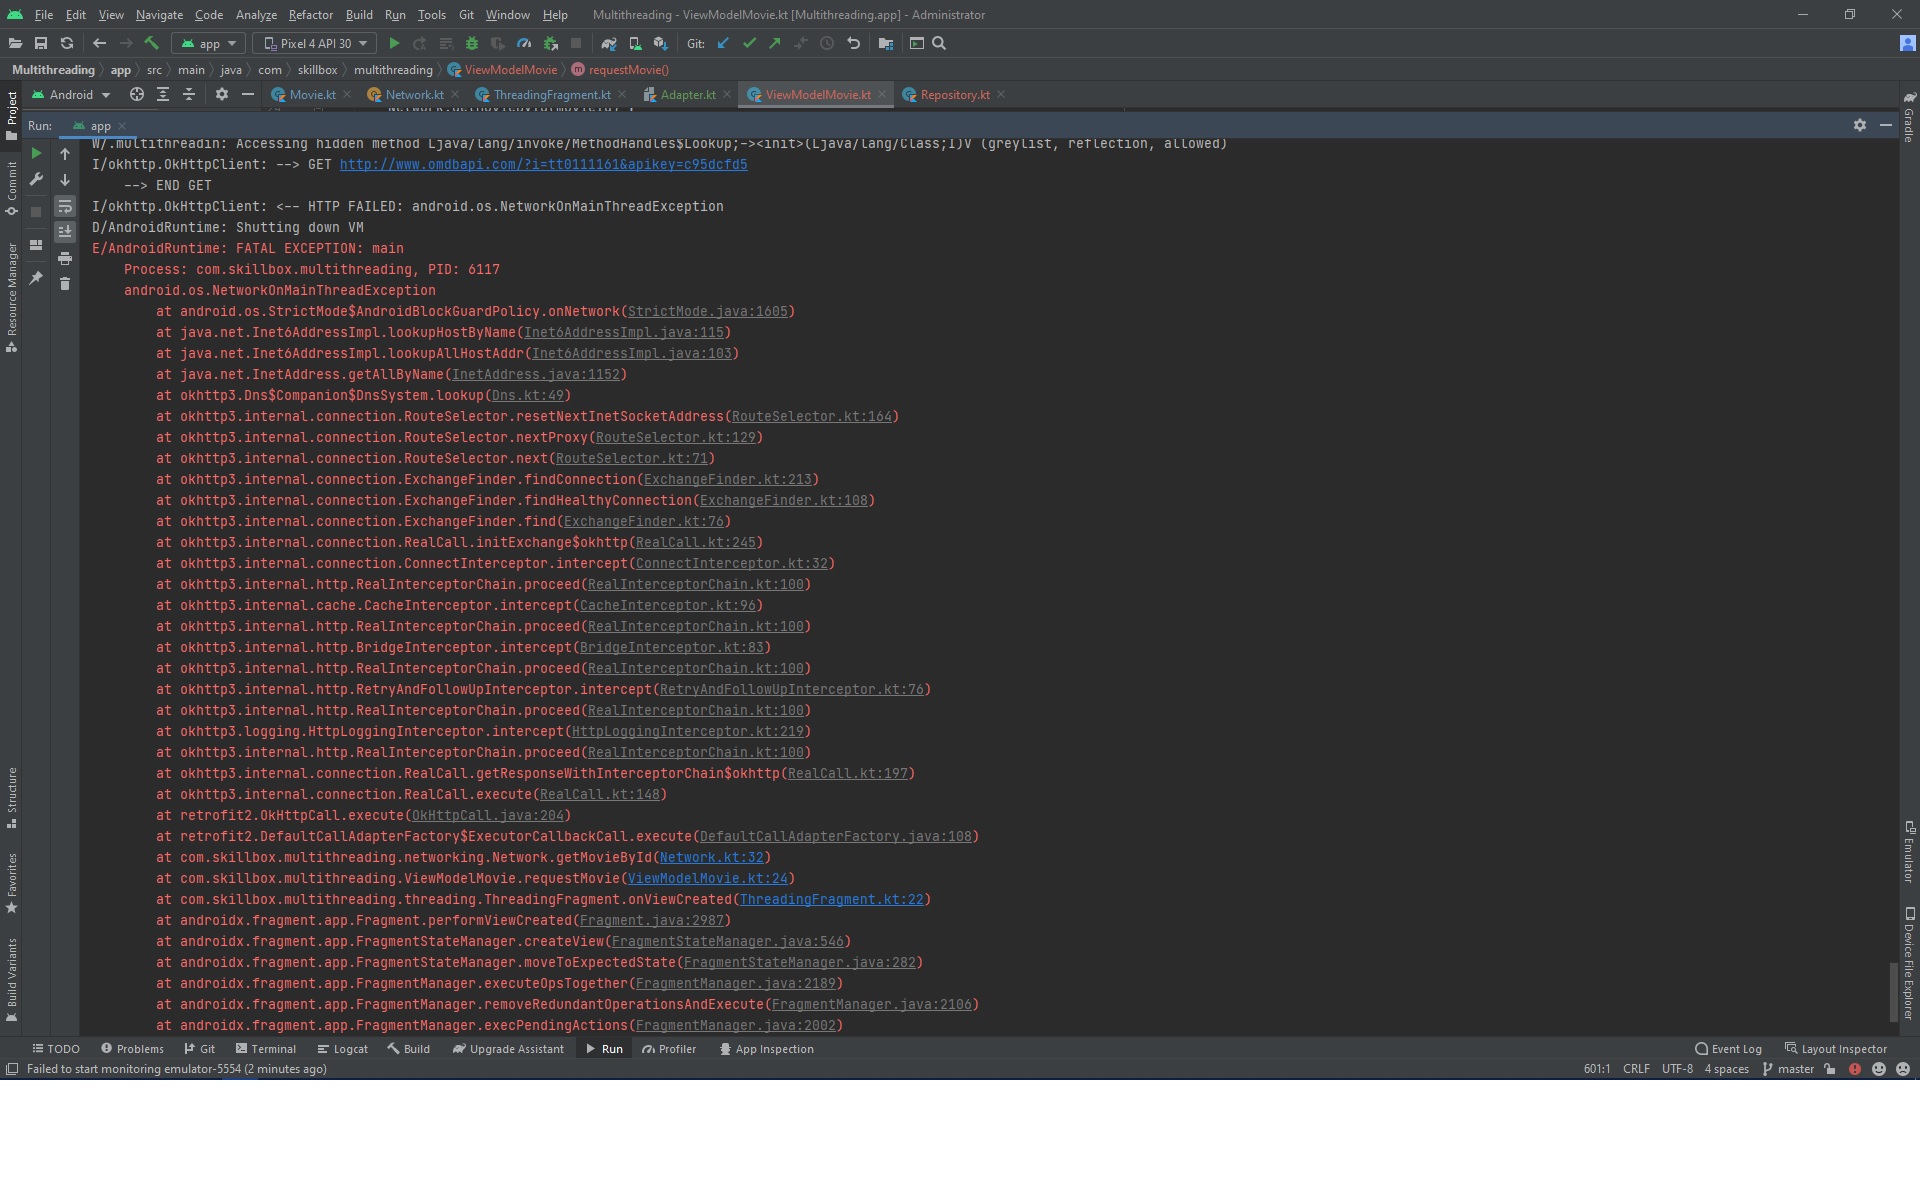 File Edit View Navigate Code Analyze Refactor Build Run Tools Git Window Help Multithreading - ViewModelMovie.kt [Multithreading.app] - Administrator
app Pixel 4 API 30 Git:
Multithreading app src main java com skillbox multithreading ViewModelMovie requestMovie()
Project
Android Movie.kt Network.kt ThreadingFragment.kt Adapter.kt ViewModelMovie.kt Repository.kt
Gradle
Run: app
Commit
Resource Manager
Structure
Favorites
Build Variants
W/.multithreadin: Accessing hidden method Ljava/lang/invoke/MethodHandles$Lookup;-><init>(Ljava/lang/Class;I)V (greylist, reflection, allowed)
I/okhttp.OkHttpClient: --> GET http://www.omdbapi.com/?i=tt0111161&apikey=c95dcfd5
--> END GET
I/okhttp.OkHttpClient: <-- HTTP FAILED: android.os.NetworkOnMainThreadException
D/AndroidRuntime: Shutting down VM
E/AndroidRuntime: FATAL EXCEPTION: main
Process: com.skillbox.multithreading, PID: 6117
android.os.NetworkOnMainThreadException
at android.os.StrictMode$AndroidBlockGuardPolicy.onNetwork(StrictMode.java:1605)
at java.net.Inet6AddressImpl.lookupHostByName(Inet6AddressImpl.java:115)
at java.net.Inet6AddressImpl.lookupAllHostAddr(Inet6AddressImpl.java:103)
at java.net.InetAddress.getAllByName(InetAddress.java:1152)
at okhttp3.Dns$Companion$DnsSystem.lookup(Dns.kt:49)
at okhttp3.internal.connection.RouteSelector.resetNextInetSocketAddress(RouteSelector.kt:164)
at okhttp3.internal.connection.RouteSelector.nextProxy(RouteSelector.kt:129)
at okhttp3.internal.connection.RouteSelector.next(RouteSelector.kt:71)
at okhttp3.internal.connection.ExchangeFinder.findConnection(ExchangeFinder.kt:213)
at okhttp3.internal.connection.ExchangeFinder.findHealthyConnection(ExchangeFinder.kt:108)
at okhttp3.internal.connection.ExchangeFinder.find(ExchangeFinder.kt:76)
at okhttp3.internal.connection.RealCall.initExchange$okhttp(RealCall.kt:245)
at okhttp3.internal.connection.ConnectInterceptor.intercept(ConnectInterceptor.kt:32)
at okhttp3.internal.http.RealInterceptorChain.proceed(RealInterceptorChain.kt:100)
at okhttp3.internal.cache.CacheInterceptor.intercept(CacheInterceptor.kt:96)
at okhttp3.internal.http.RealInterceptorChain.proceed(RealInterceptorChain.kt:100)
at okhttp3.internal.http.BridgeInterceptor.intercept(BridgeInterceptor.kt:83)
at okhttp3.internal.http.RealInterceptorChain.proceed(RealInterceptorChain.kt:100)
at okhttp3.internal.http.RetryAndFollowUpInterceptor.intercept(RetryAndFollowUpInterceptor.kt:76)
at okhttp3.internal.http.RealInterceptorChain.proceed(RealInterceptorChain.kt:100)
at okhttp3.logging.HttpLoggingInterceptor.intercept(HttpLoggingInterceptor.kt:219)
at okhttp3.internal.http.RealInterceptorChain.proceed(RealInterceptorChain.kt:100)
at okhttp3.internal.connection.RealCall.getResponseWithInterceptorChain$okhttp(RealCall.kt:197)
at okhttp3.internal.connection.RealCall.execute(RealCall.kt:148)
at retrofit2.OkHttpCall.execute(OkHttpCall.java:204)
at retrofit2.DefaultCallAdapterFactory$ExecutorCallbackCall.execute(DefaultCallAdapterFactory.java:108)
at com.skillbox.multithreading.networking.Network.getMovieById(Network.kt:32)
at com.skillbox.multithreading.ViewModelMovie.requestMovie(ViewModelMovie.kt:24)
at com.skillbox.multithreading.threading.ThreadingFragment.onViewCreated(ThreadingFragment.kt:22)
at androidx.fragment.app.Fragment.performViewCreated(Fragment.java:2987)
at androidx.fragment.app.FragmentStateManager.createView(FragmentStateManager.java:546)
at androidx.fragment.app.FragmentStateManager.moveToExpectedState(FragmentStateManager.java:282)
at androidx.fragment.app.FragmentManager.executeOpsTogether(FragmentManager.java:2189)
at androidx.fragment.app.FragmentManager.removeRedundantOperationsAndExecute(FragmentManager.java:2106)
at androidx.fragment.app.FragmentManager.execPendingActions(FragmentManager.java:2002)
Emulator
Device File Explorer
TODO Problems Git Terminal Logcat Build Upgrade Assistant Run Profiler App Inspection Event Log Layout Inspector
Failed to start monitoring emulator-5554 (2 minutes ago) 601:1 CRLF UTF-8 4 spaces master